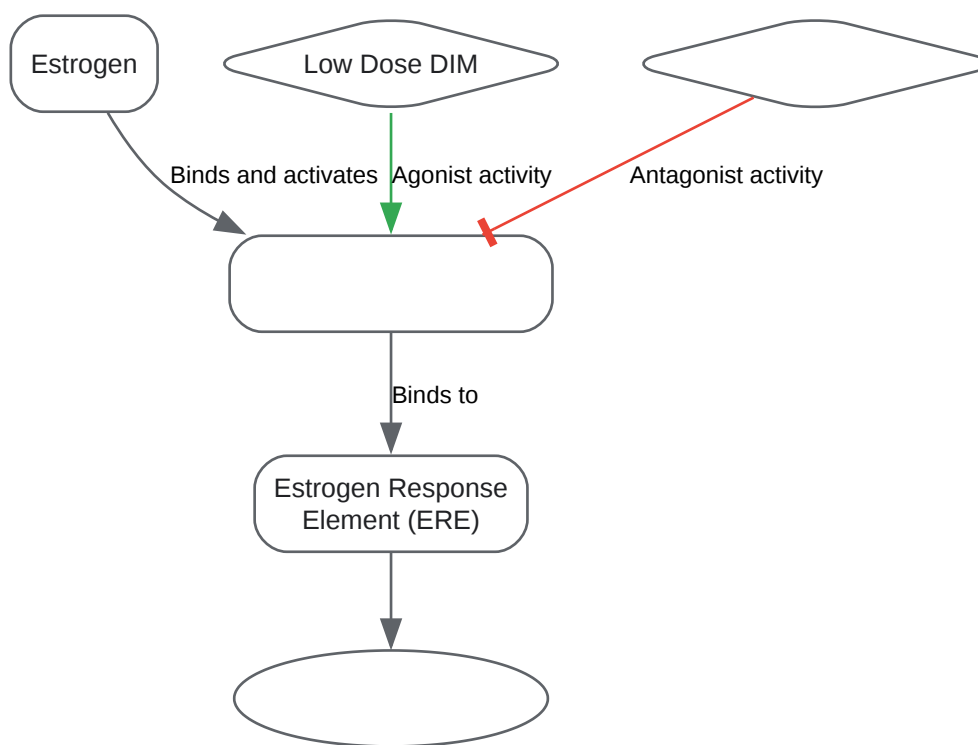 Estrogen
Low Dose DIM
Binds and activates
Agonist activity
Antagonist activity
Binds to
Estrogen Response
Element (ERE)